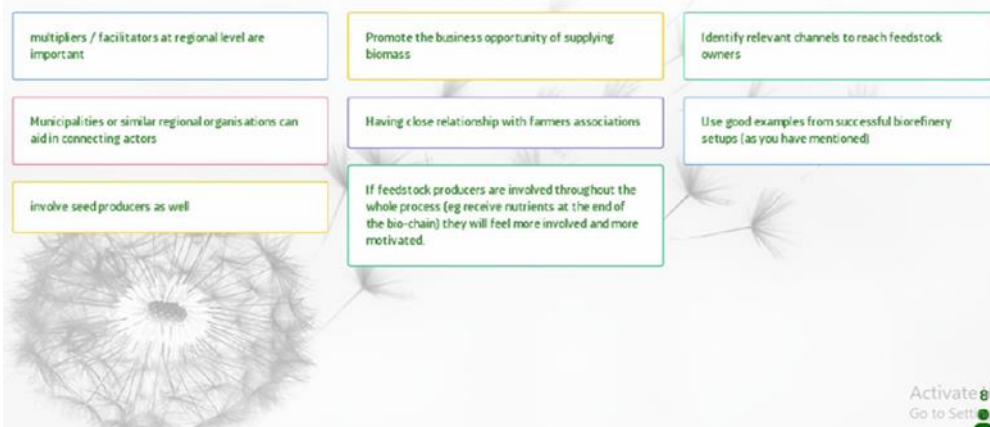 multipliers / facilitators at regional level are
important
Promote the business opportunity of supplying
biomass
Identify relevant channels to reach feedstock
owners
Municipalities or similar regional organisations can
aid in connecting actors
Having close relationship with farmers associations
Use good examples from successful biorefinery
setups (as you have mentioned)
involve seed producers as well
If feedstock producers are involved throughout the
whole process (eg receive nutrients at the end of
the bio-chain) they will feel more involved and more
motivated.
Activate
8
Go to